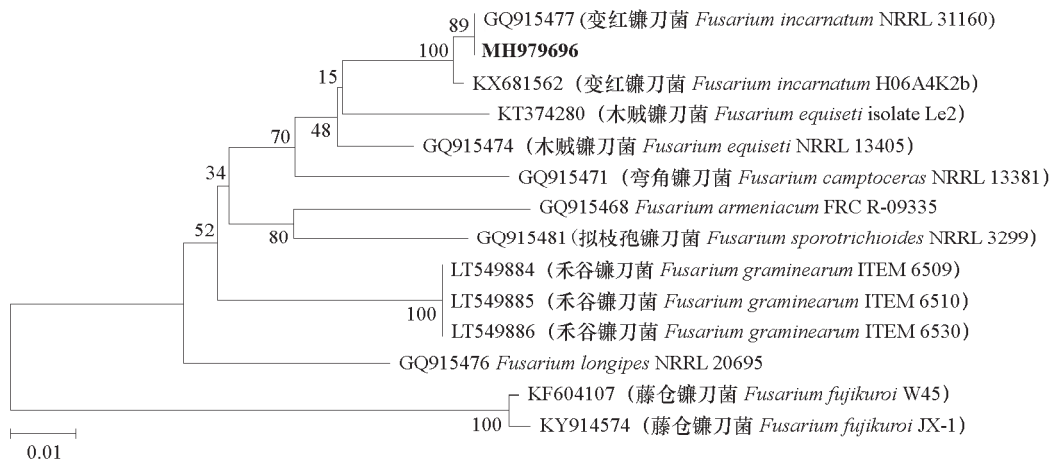 89
GQ915477 (变红镰刀菌 Fusarium incarnatum NRRL 31160)
100
MH979696
15
KX681562 (变红镰刀菌 Fusarium incarnatum H06A4K2b)
KT374280 (木贼镰刀菌 Fusarium equiseti isolate Le2)
70
48
GQ915474 (木贼镰刀菌 Fusarium equiseti NRRL 13405)
34
GQ915471 (弯角镰刀菌 Fusarium camptoceras NRRL 13381)
GQ915468 Fusarium armeniacum FRC R-09335
52
80
GQ915481 (拟枝孢镰刀菌 Fusarium sporotrichioides NRRL 3299)
LT549884 (禾谷镰刀菌 Fusarium graminearum ITEM 6509)
LT549885 (禾谷镰刀菌 Fusarium graminearum ITEM 6510)
100
LT549886 (禾谷镰刀菌 Fusarium graminearum ITEM 6530)
GQ915476 Fusarium longipes NRRL 20695
KF604107 (藤仓镰刀菌 Fusarium fujikuroi W45)
100
KY914574 (藤仓镰刀菌 Fusarium fujikuroi JX-1)
0.01